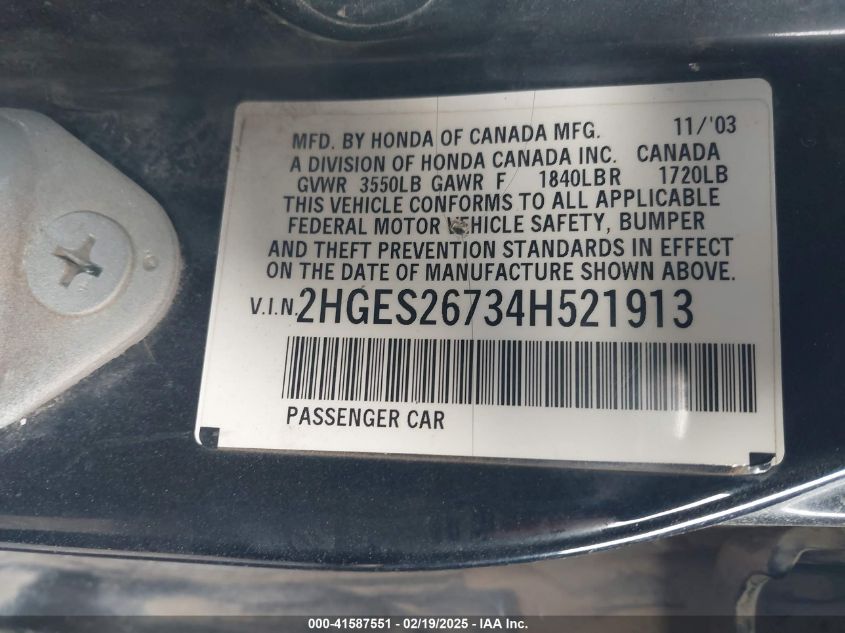 MFD. BY HONDA OF CANADA MFG. 11/'03
A DIVISION OF HONDA CANADA INC. CANADA
GVWR 3550LB GAWR F 1840LB R 1720LB
THIS VEHICLE CONFORMS TO ALL APPLICABLE
FEDERAL MOTOR VEHICLE SAFETY, BUMPER
AND THEFT PREVENTION STANDARDS IN EFFECT
ON THE DATE OF MANUFACTURE SHOWN ABOVE.
V.I.N. 2HGES26734H521913
PASSENGER CAR
000-41587551 - 02/19/2025 - IAA Inc.